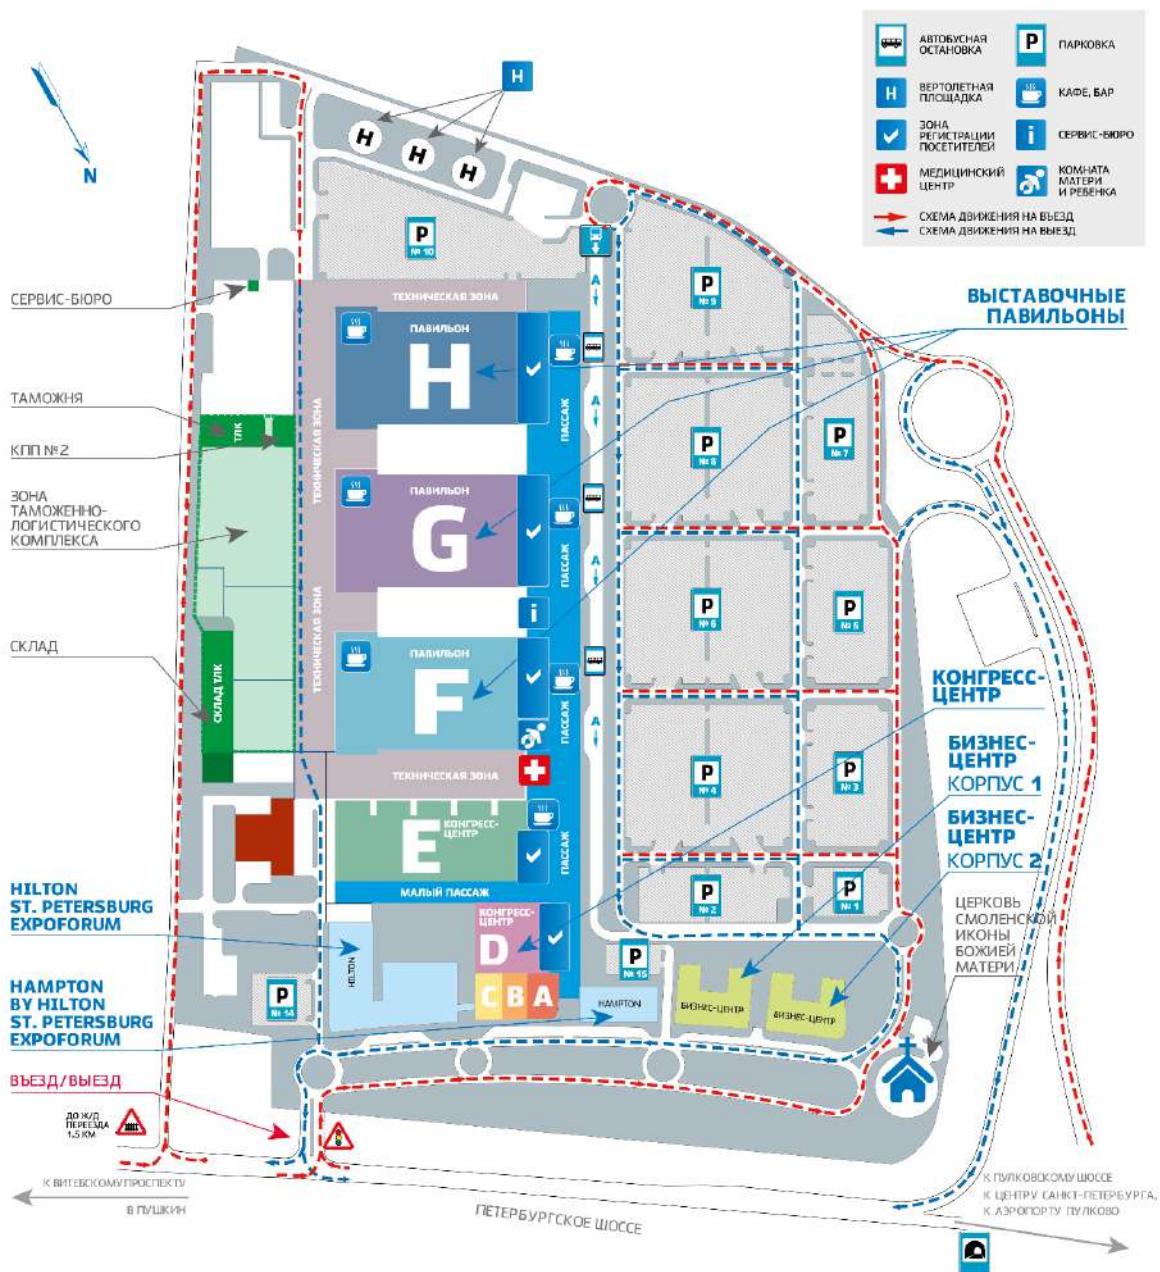 АВТОБУСНАЯ
ОСТАНОВКА
P
ПАРКОВКА
H
ВЕРТОЛЕТНАЯ
ПЛОЩАДКА
КАФЕ, БАР
ЗОНА
РЕГИСТРАЦИИ
ПОСЕТИТЕЛЕЙ
i
СЕРВИС-БЮРО
МЕДИЦИНСКИЙ
ЦЕНТР
КОМНАТА
МАТЕРИ
И РЕБЕНКА
СХЕМА ДВИЖЕНИЯ НА ВЪЕЗД
СХЕМА ДВИЖЕНИЯ НА ВЫЕЗД
N
H
H
H
H
P
№ 10
P
№ 9
A
СЕРВИС-БЮРО
ТЕХНИЧЕСКАЯ ЗОНА
ВЫСТАВОЧНЫЕ
ПАВИЛЬОНЫ
ПАВИЛЬОН
H
ПАССАЖ
A
ТАМОЖНЯ
ТЛК
КПП №2
ТЕХНИЧЕСКАЯ ЗОНА
P
№ 8
P
№ 7
ЗОНА
ТАМОЖЕННО-
ЛОГИСТИЧЕСКОГО
КОМПЛЕКСА
ПАВИЛЬОН
G
ПАССАЖ
A
i
P
№ 6
P
№ 5
СКЛАД
СКЛАД ТЛК
ТЕХНИЧЕСКАЯ ЗОНА
ПАВИЛЬОН
F
ПАССАЖ
A
КОНГРЕСС-
ЦЕНТР
БИЗНЕС-
ЦЕНТР
КОРПУС 1
БИЗНЕС-
ЦЕНТР
КОРПУС 2
ТЕХНИЧЕСКАЯ ЗОНА
P
№ 4
P
№ 3
E
КОНГРЕСС-
ЦЕНТР
ПАССАЖ
МАЛЫЙ ПАССАЖ
P
№ 2
P
№ 1
HILTON
ST. PETERSBURG
EXPOFORUM
HILTON
КОНГРЕСС-
ЦЕНТР
D
C
B
A
P
№ 15
ЦЕРКОВЬ
СМОЛЕНСКОЙ
ИКОНЫ
БОЖИЕЙ
МАТЕРИ
HAMPTON
BY HILTON
ST. PETERSBURG
EXPOFORUM
P
№ 14
HAMPTON
БИЗНЕС-ЦЕНТР
БИЗНЕС-ЦЕНТР
ВЪЕЗД/ВЫЕЗД
ДО Ж/Д
ПЕРЕЕЗДА
1.5 КМ
К ВИТЕБСКОМУ ПРОСПЕКТУ
В ПУШКИН
ПЕТЕРБУРГСКОЕ ШОССЕ
К ПУЛКОВСКОМУ ШОССЕ
К ЦЕНТРУ САНКТ-ПЕТЕРБУРГА,
К АЭРОПОРТУ ПУЛКОВО